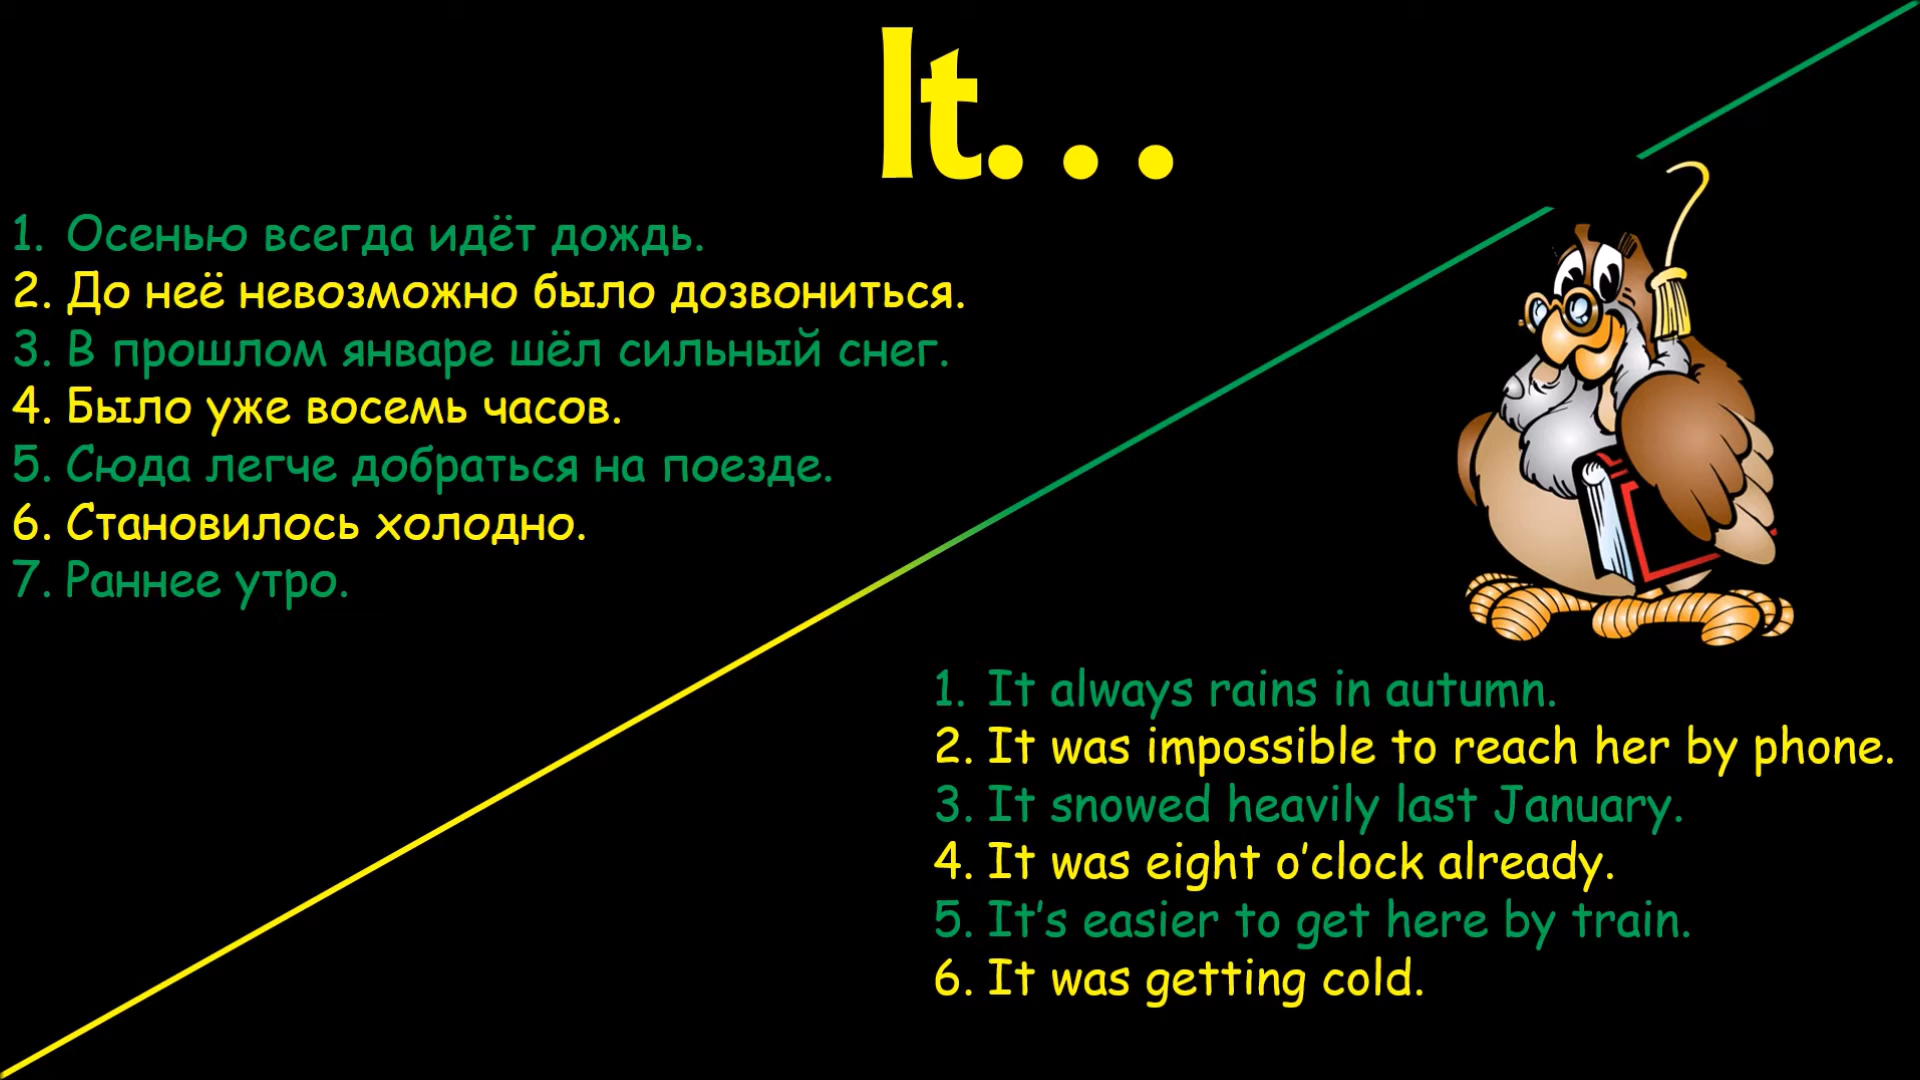 It...
1. Осенью всегда идёт дождь.
2. До неё невозможно было дозвониться.
3. В прошлом январе шёл сильный снег.
4. Было уже восемь часов.
5. Сюда легче добраться на поезде.
6. Становилось холодно.
7. Раннее утро.
1. It always rains in autumn.
2. It was impossible to reach her by phone.
3. It snowed heavily last January.
4. It was eight o’clock already.
5. It’s easier to get here by train.
6. It was getting cold.